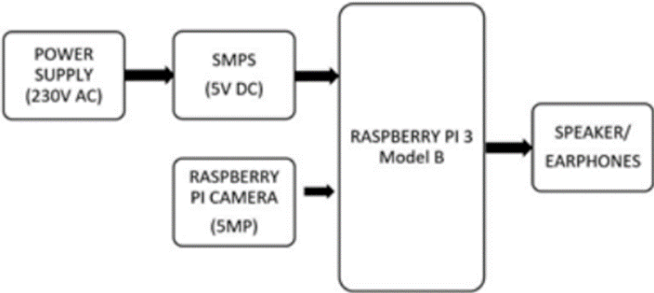 POWER
SUPPLY
(230V AC)
SMPS
(5V DC)
RASPBERRY
PI CAMERA
(5MP)
RASPBERRY PI 3
Model B
SPEAKER/
EARPHONES